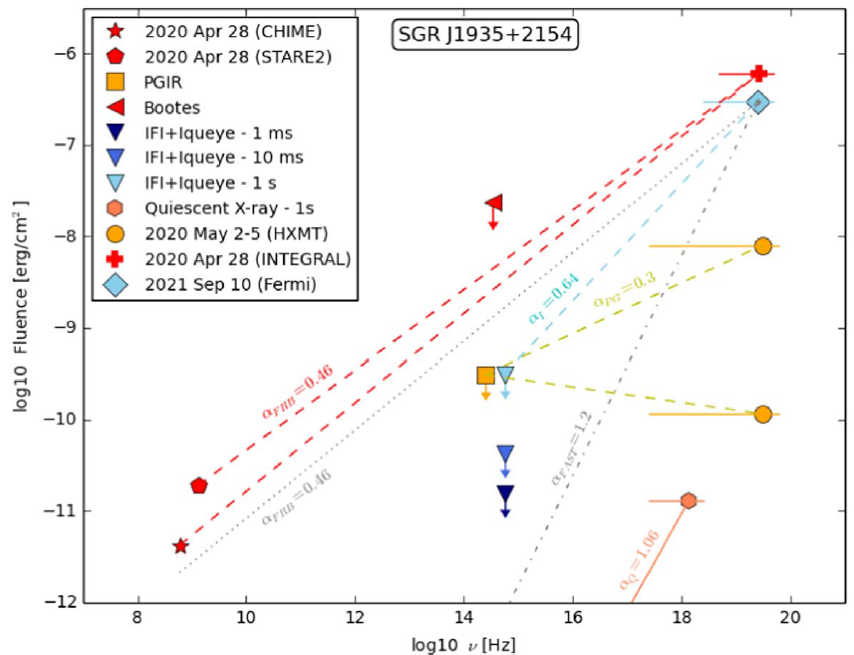 SGR J1935+2154
2020 Apr 28 (CHIME)
2020 Apr 28 (STARE2)
PGIR
Bootes
IFI+Iqueye - 1 ms
IFI+Iqueye - 10 ms
IFI+Iqueye - 1 s
Quiescent X-ray - 1s
2020 May 2-5 (HXMT)
2020 Apr 28 (INTEGRAL)
2021 Sep 10 (Fermi)
log10 Fluence [erg/cm²]
−6
−7
−8
−9
−10
−11
−12
α_FRB=0.46
α_FRB=0.46
α_I=0.64
α_PG=0.3
α_FAST=1.2
α_Q=1.06
8 10 12 14 16 18 20
log10 ν [Hz]